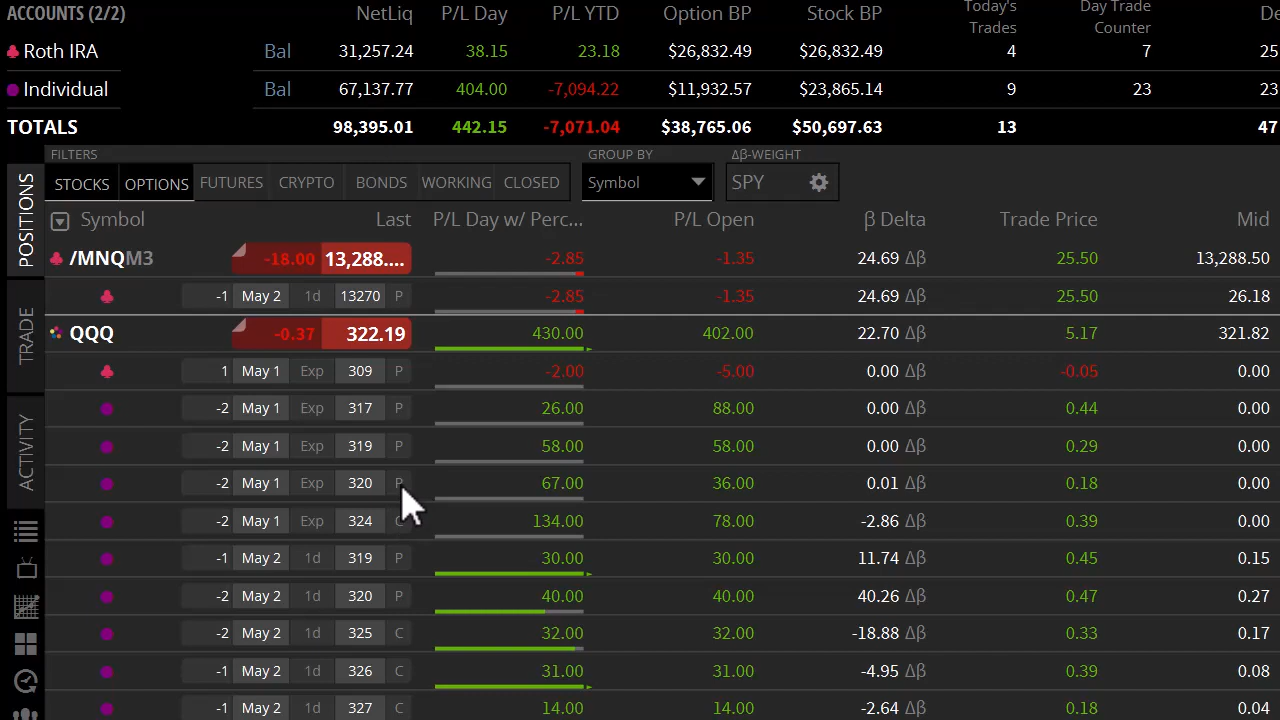 ACCOUNTS (2/2) NetLiq P/L Day P/L YTD Option BP Stock BP Today's Trades Day Trade Counter
Roth IRA Bal 31,257.24 38.15 23.18 $26,832.49 $26,832.49 4 7 25
Individual Bal 67,137.77 404.00 -7,094.22 $11,932.57 $23,865.14 9 23 23
TOTALS 98,395.01 442.15 -7,071.04 $38,765.06 $50,697.63 13 47
FILTERS GROUP BY Δβ-WEIGHT
STOCKS OPTIONS FUTURES CRYPTO BONDS WORKING CLOSED Symbol SPY
POSITIONS
TRADE
ACTIVITY
Symbol Last P/L Day w/ Perc... P/L Open β Delta Trade Price Mid
/MNQM3 -18.00 13,288.... -2.85 -1.35 24.69 Δβ 25.50 13,288.50
-1 May 2 1d 13270 P -2.85 -1.35 24.69 Δβ 25.50 26.18
QQQ -0.37 322.19 430.00 402.00 22.70 Δβ 5.17 321.82
1 May 1 Exp 309 P -2.00 -5.00 0.00 Δβ -0.05 0.00
-2 May 1 Exp 317 P 26.00 88.00 0.00 Δβ 0.44 0.00
-2 May 1 Exp 319 P 58.00 58.00 0.00 Δβ 0.29 0.00
-2 May 1 Exp 320 P 67.00 36.00 0.01 Δβ 0.18 0.00
-2 May 1 Exp 324 C 134.00 78.00 -2.86 Δβ 0.39 0.00
-1 May 2 1d 319 P 30.00 30.00 11.74 Δβ 0.45 0.15
-2 May 2 1d 320 P 40.00 40.00 40.26 Δβ 0.47 0.27
-2 May 2 1d 325 C 32.00 32.00 -18.88 Δβ 0.33 0.17
-1 May 2 1d 326 C 31.00 31.00 -4.95 Δβ 0.39 0.08
-1 May 2 1d 327 C 14.00 14.00 -2.64 Δβ 0.18 0.04